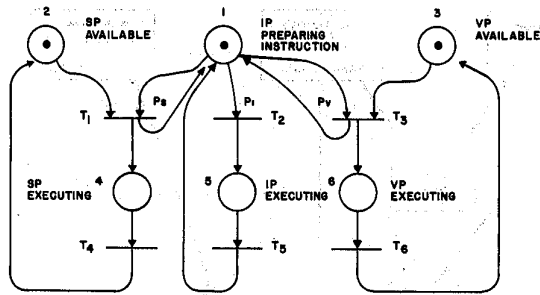 2
SP
AVAILABLE
1
IP
PREPARING
INSTRUCTION
3
VP
AVAILABLE
T1
Ps
PI
T2
PV
T3
4
SP
EXECUTING
5
IP
EXECUTING
6
VP
EXECUTING
T4
T5
T6